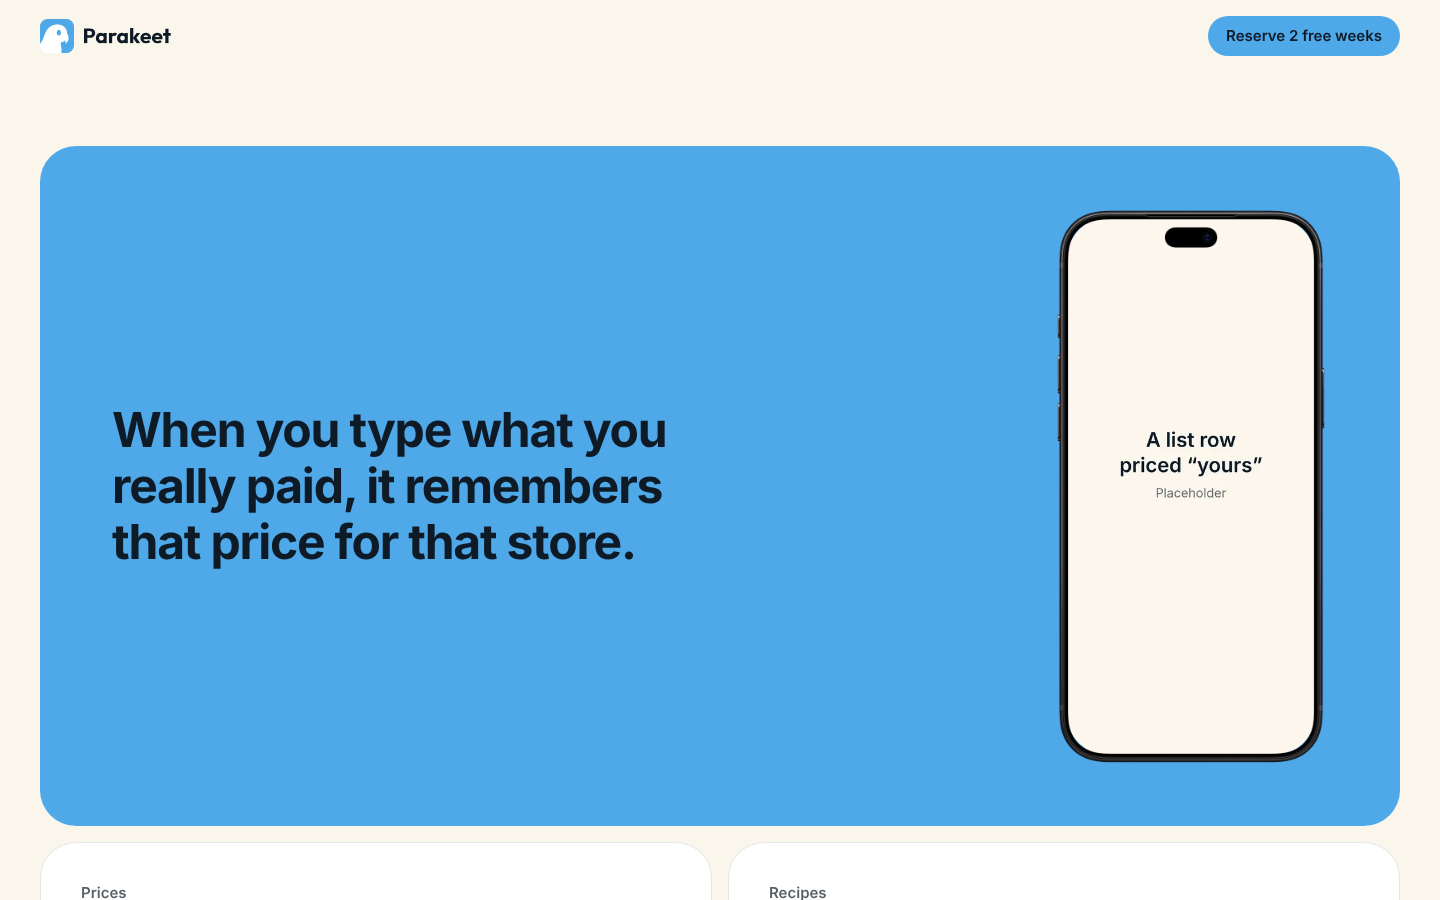 Parakeet
Reserve 2 free weeks
When you type what you
really paid, it remembers
that price for that store.
A list row
priced “yours”
Placeholder
Prices
Recipes